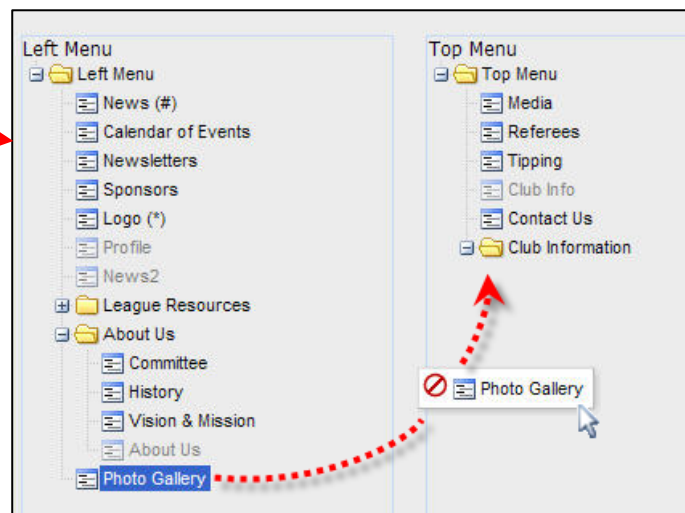 Left Menu
Left Menu
News (#)
Calendar of Events
Newsletters
Sponsors
Logo (*)
Profile
News2
League Resources
About Us
Committee
History
Vision & Mission
About Us
Photo Gallery
Top Menu
Top Menu
Media
Referees
Tipping
Club Info
Contact Us
Club Information
Photo Gallery